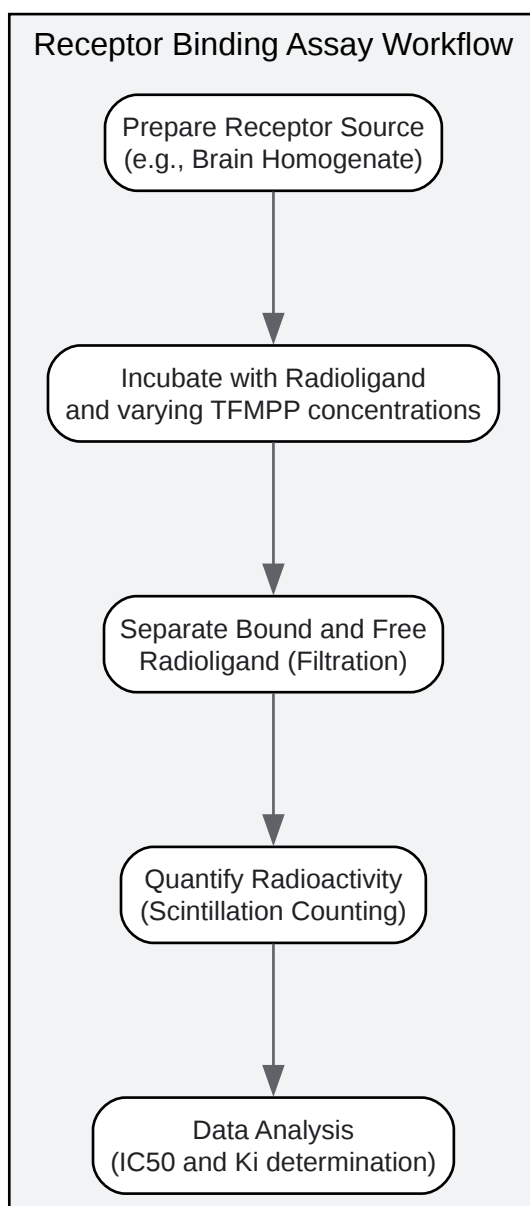 Receptor Binding Assay Workflow
Prepare Receptor Source
(e.g., Brain Homogenate)
Incubate with Radioligand
and varying TFMPP concentrations
Separate Bound and Free
Radioligand (Filtration)
Quantify Radioactivity
(Scintillation Counting)
Data Analysis
(IC50 and Ki determination)